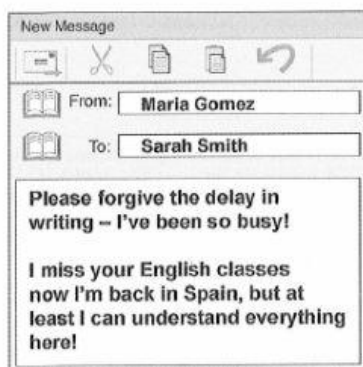 New Message
From: Maria Gomez
To: Sarah Smith
Please forgive the delay in
writing – I've been so busy!
I miss your English classes
now I'm back in Spain, but at
least I can understand everything
here!